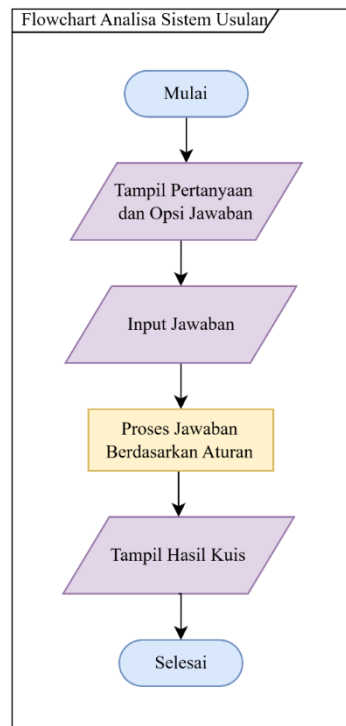 Flowchart Analisa Sistem Usulan
Mulai
Tampil Pertanyaan
dan Opsi Jawaban
Input Jawaban
Proses Jawaban
Berdasarkan Aturan
Tampil Hasil Kuis
Selesai